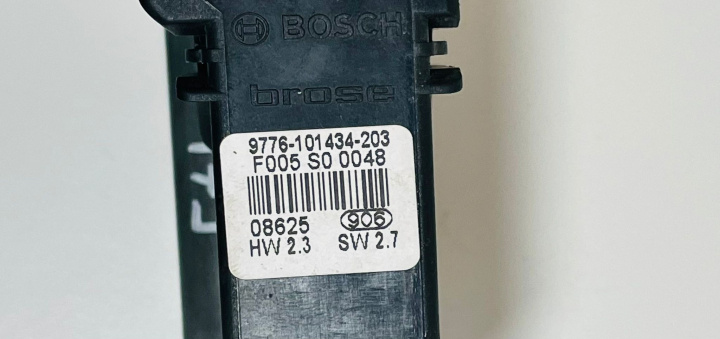 BOSCH
brose
9776-101434-203
F005 S0 0048
08625 906
HW 2.3 SW 2.7